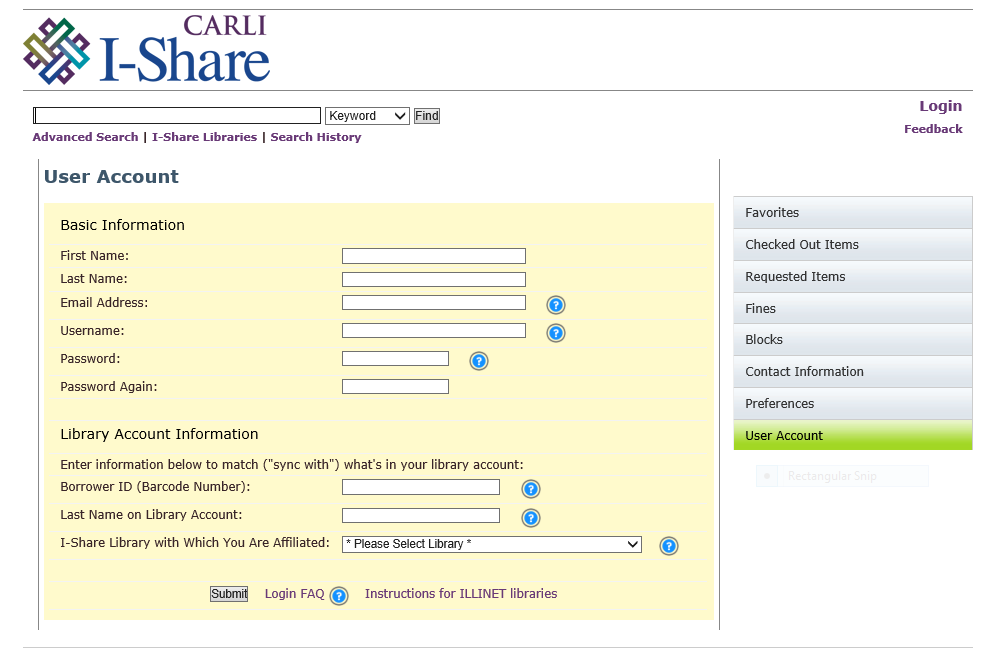 CARLI
I-Share
Keyword Find
Login
Advanced Search | I-Share Libraries | Search History
Feedback
User Account
Basic Information
First Name:
Last Name:
Email Address: ?
Username: ?
Password: ?
Password Again:
Library Account Information
Enter information below to match ("sync with") what's in your library account:
Borrower ID (Barcode Number): ?
Last Name on Library Account: ?
I-Share Library with Which You Are Affiliated: * Please Select Library * ?
Submit Login FAQ ? Instructions for ILLINET libraries
Favorites
Checked Out Items
Requested Items
Fines
Blocks
Contact Information
Preferences
User Account
Rectangular Snip